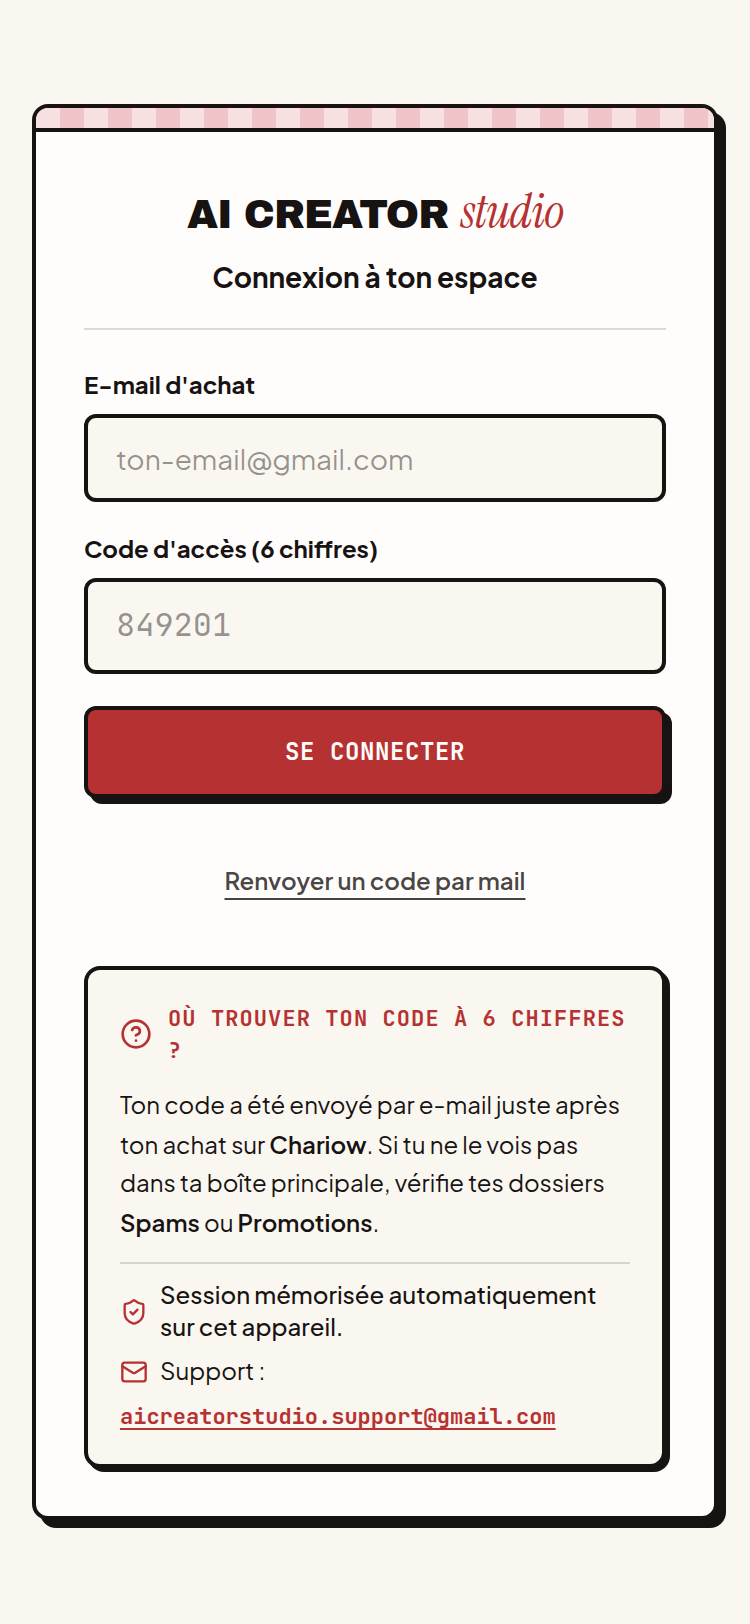 AI CREATOR studio
Connexion à ton espace
E-mail d'achat
ton-email@gmail.com
Code d'accès (6 chiffres)
849201
SE CONNECTER
Renvoyer un code par mail
OÙ TROUVER TON CODE À 6 CHIFFRES
?
Ton code a été envoyé par e-mail juste après
ton achat sur Chariow. Si tu ne le vois pas
dans ta boîte principale, vérifie tes dossiers
Spams ou Promotions.
Session mémorisée automatiquement
sur cet appareil.
Support :
aicreatorstudio.support@gmail.com